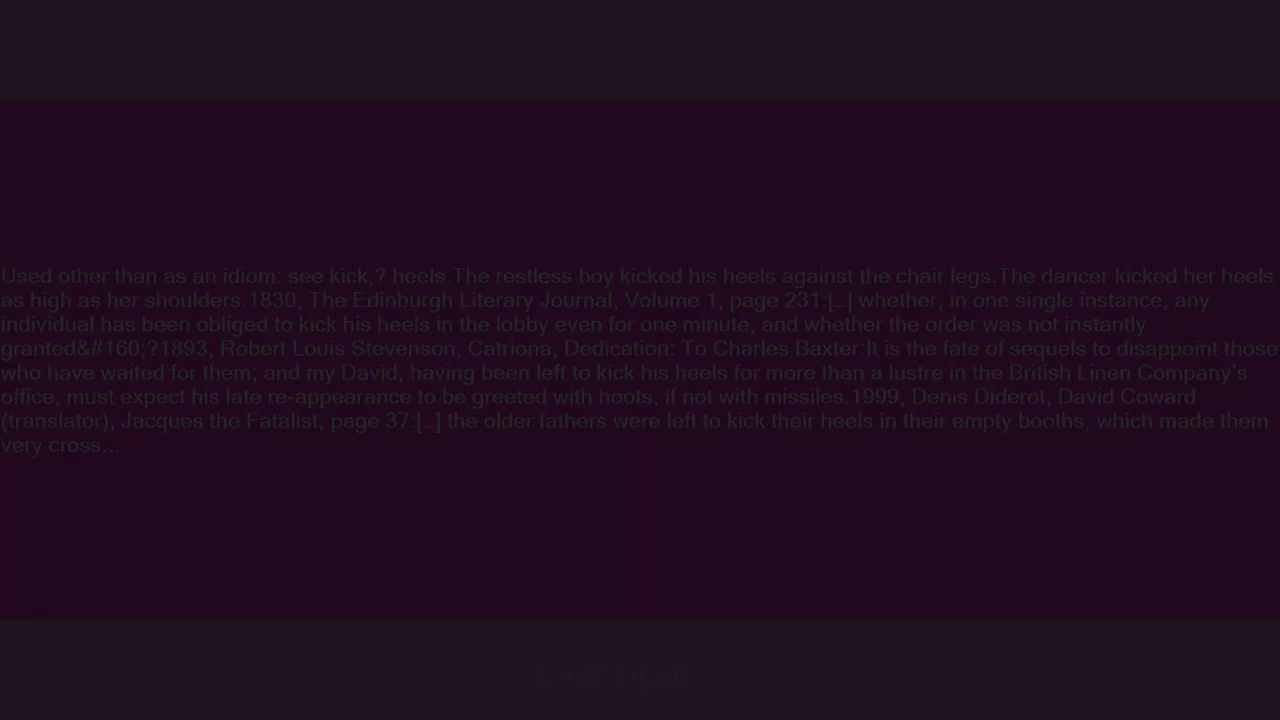 Used other than as an idiom: see kick,? heels.The restless boy kicked his heels against the chair legs.The dancer kicked her heels
as high as her shoulders.1830, The Edinburgh Literary Journal, Volume 1, page 231:[...] whether, in one single instance, any
individual has been obliged to kick his heels in the lobby even for one minute, and whether the order was not instantly
granted&#160;?1893, Robert Louis Stevenson, Catriona, Dedication: To Charles Baxter:It is the fate of sequels to disappoint those
who have waited for them; and my David, having been left to kick his heels for more than a lustre in the British Linen Company's
office, must expect his late re-appearance to be greeted with hoots, if not with missiles.1999, Denis Diderot, David Coward
(translator), Jacques the Fatalist, page 37:[...] the older fathers were left to kick their heels in their empty booths, which made them
very cross...
example